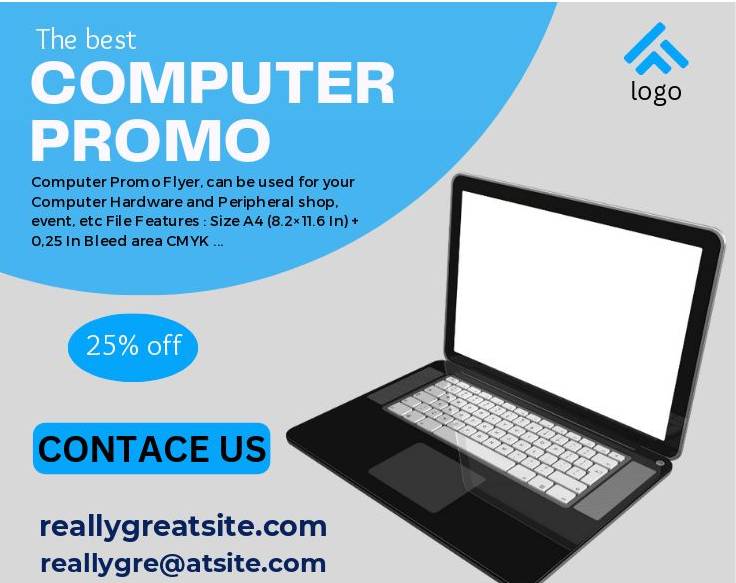 The best
logo
COMPUTER
PROMO
Computer Promo Flyer, can be used for your
Computer Hardware and Peripheral shop,
event, etc File Features : Size A4 (8.2×11.6 In) +
0,25 In Bleed area CMYK ...
25% off
CONTACE US
reallygreatsite.com
reallygre@atsite.com